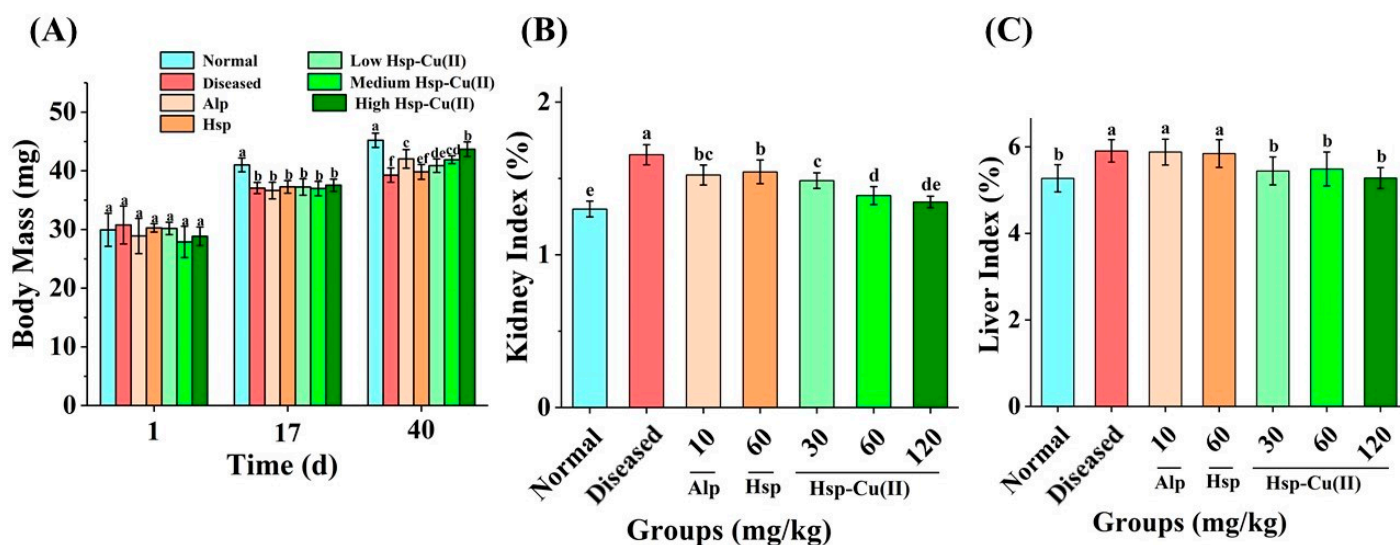 (A)
Normal
Diseased
Alp
Hsp
Low Hsp-Cu(II)
Medium Hsp-Cu(II)
High Hsp-Cu(II)
Body Mass (mg)
50
40
30
20
10
0
a a a a a a a
a b b b b b b
a f c ef de cd b
1 17 40
Time (d)
(B)
Kidney Index (%)
2
1
0
e a bc b c d de
Normal Diseased 10 60 30 60 120
Alp Hsp Hsp-Cu(II)
Groups (mg/kg)
(C)
Liver Index (%)
6
4
2
0
b a a a b b b
Normal Diseased 10 60 30 60 120
Alp Hsp Hsp-Cu(II)
Groups (mg/kg)